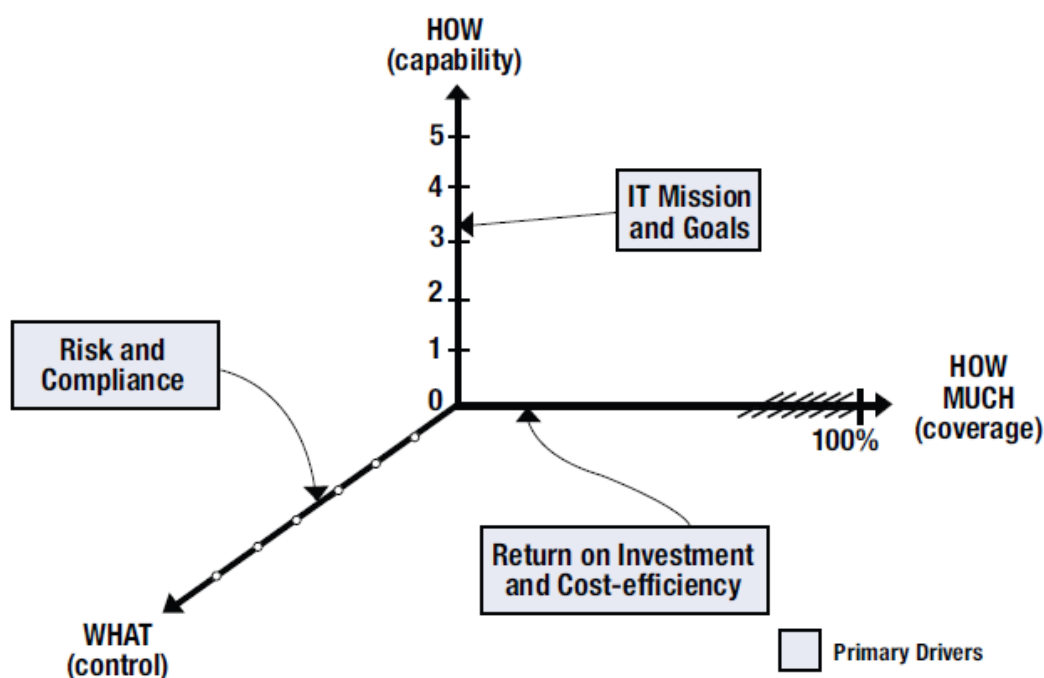 HOW
(capability)
5
4
3
2
1
0
IT Mission
and Goals
Risk and
Compliance
HOW
MUCH
(coverage)
100%
Return on Investment
and Cost-efficiency
WHAT
(control)
Primary Drivers